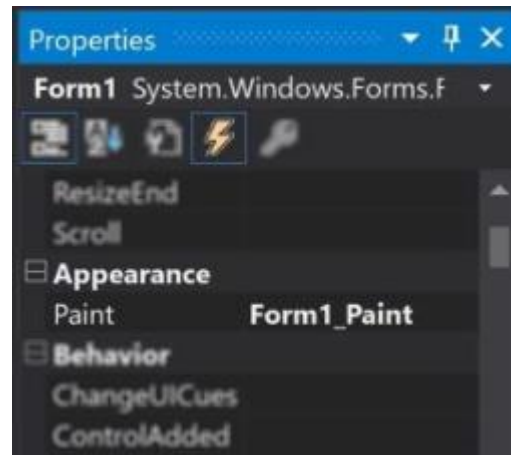 Properties
Form1 System.Windows.Forms.F
ResizeEnd
Scroll
Appearance
Paint Form1_Paint
Behavior
ChangeUICues
ControlAdded